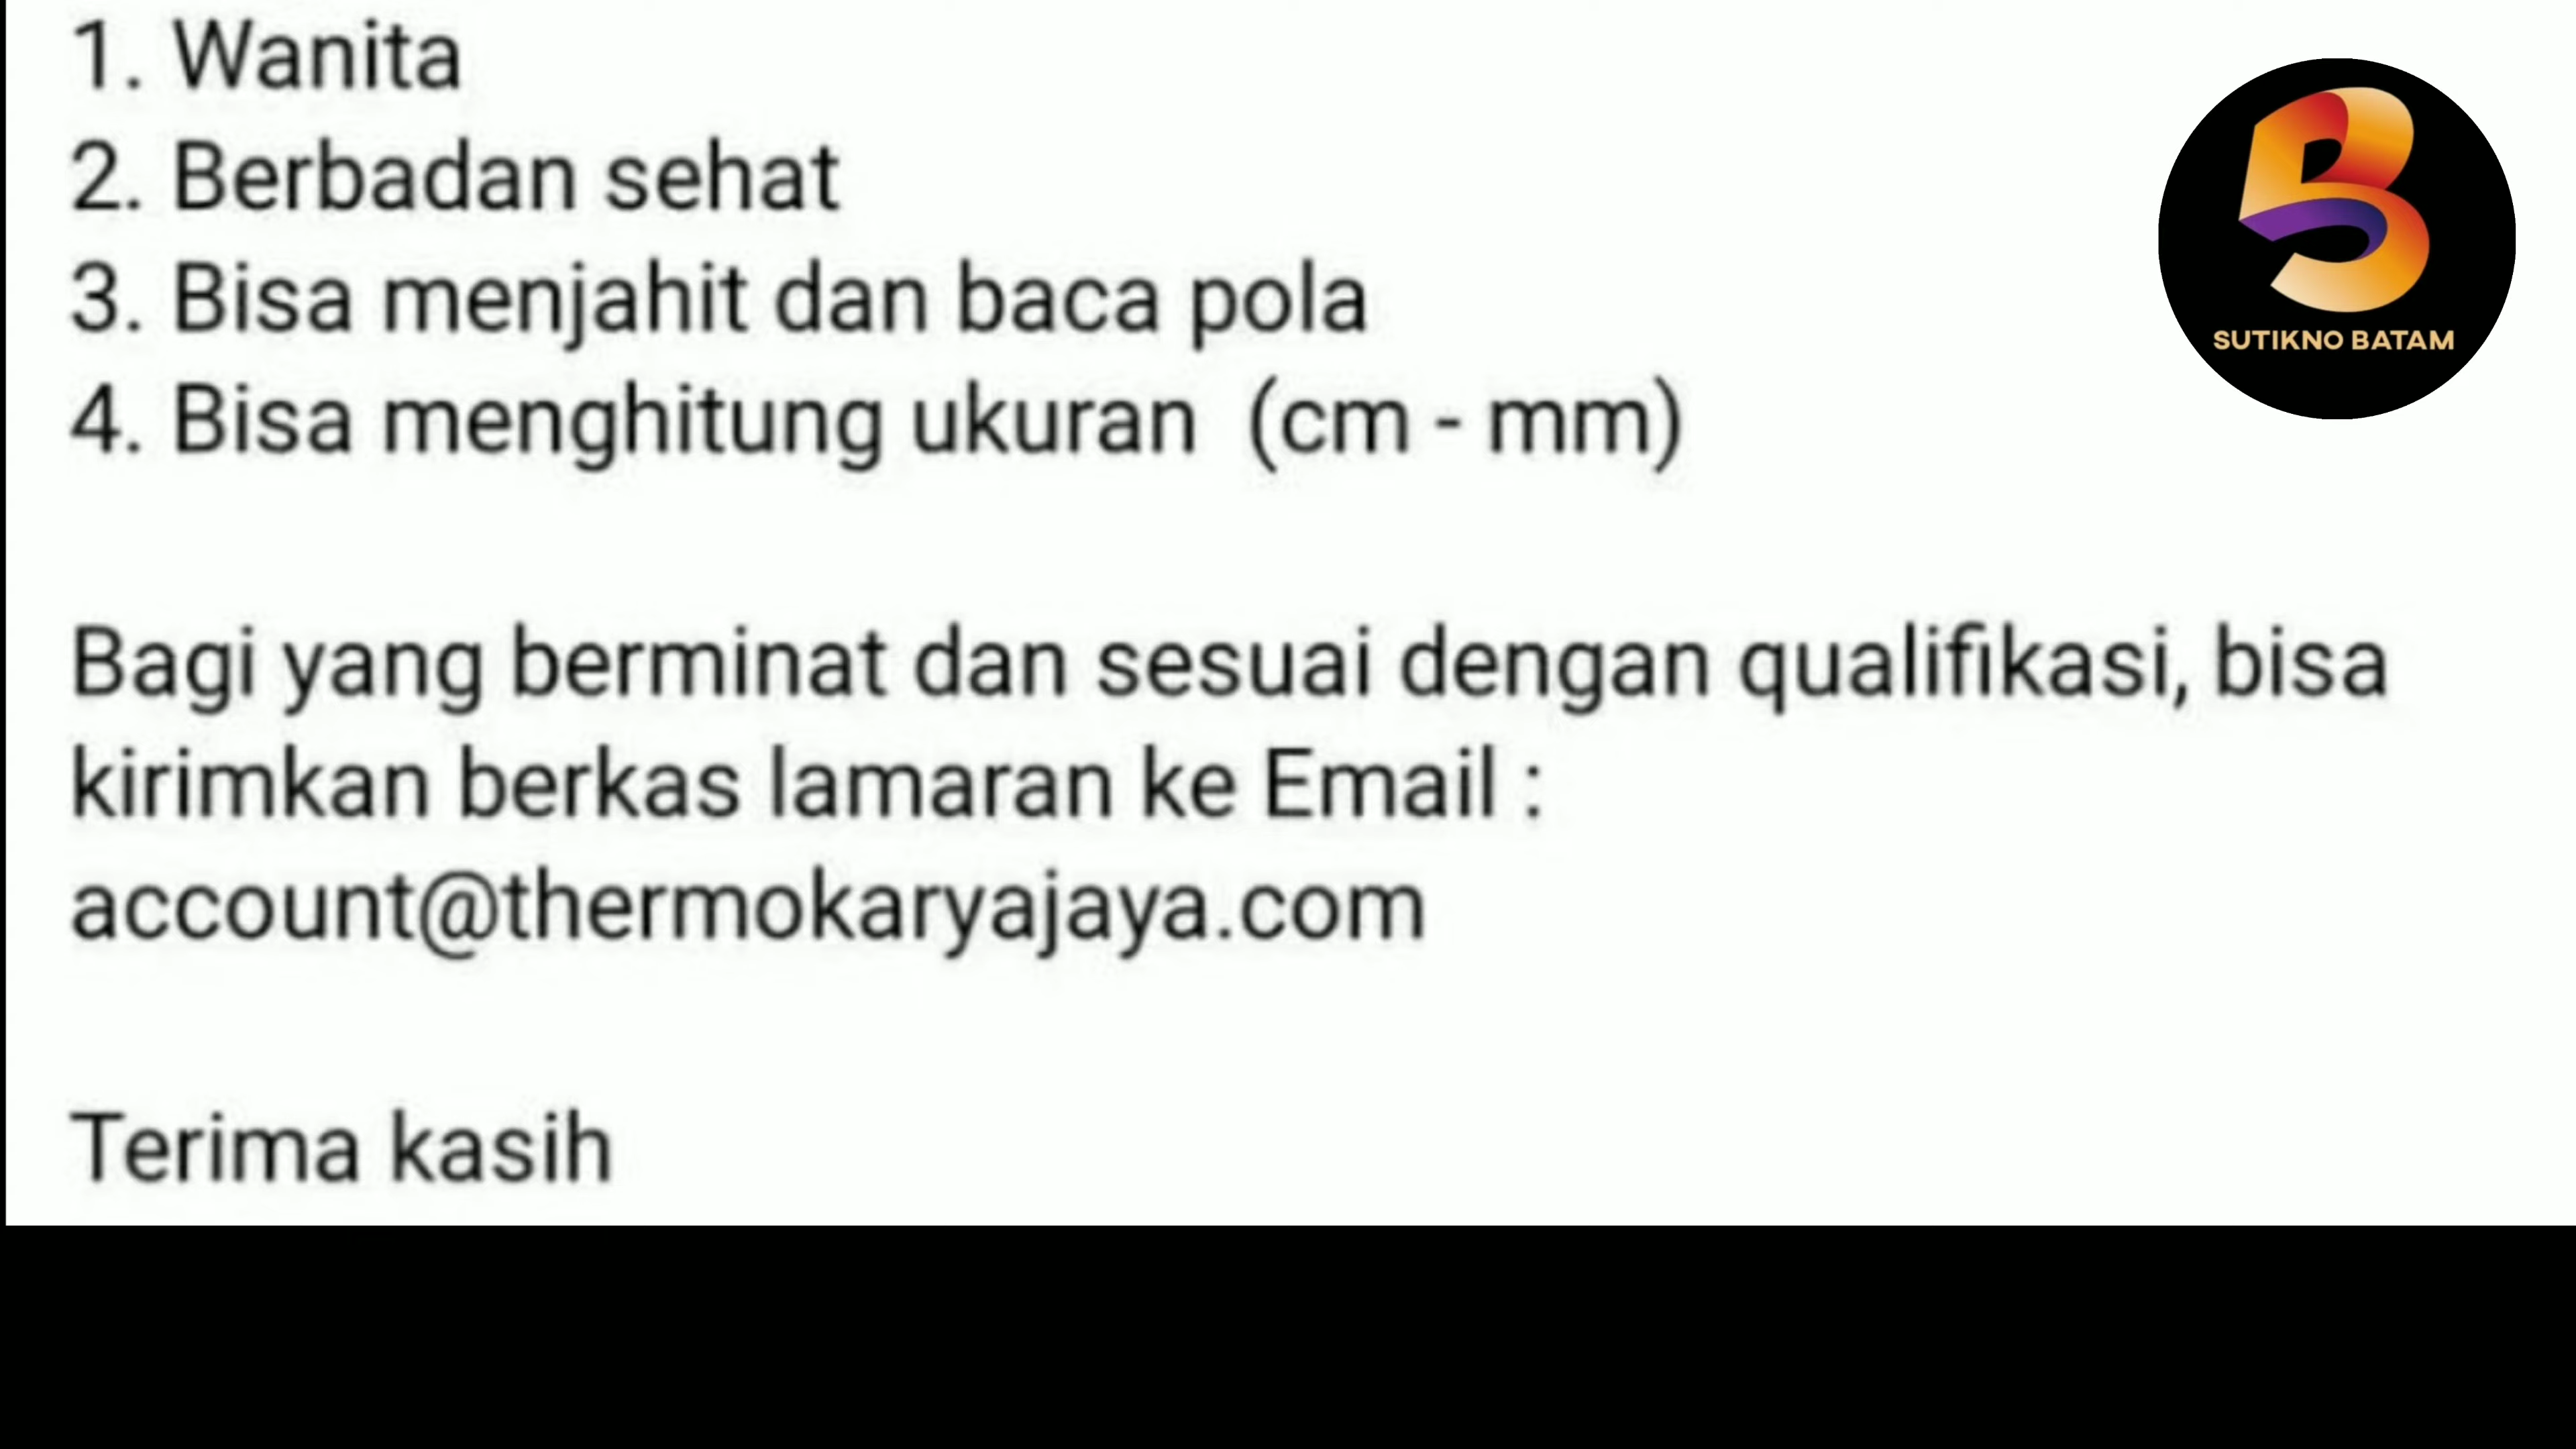 1. Wanita
2. Berbadan sehat
3. Bisa menjahit dan baca pola
4. Bisa menghitung ukuran  (cm - mm)
SUTIKNO BATAM
Bagi yang berminat dan sesuai dengan qualifikasi, bisa
kirimkan berkas lamaran ke Email :
account@thermokaryajaya.com
Terima kasih